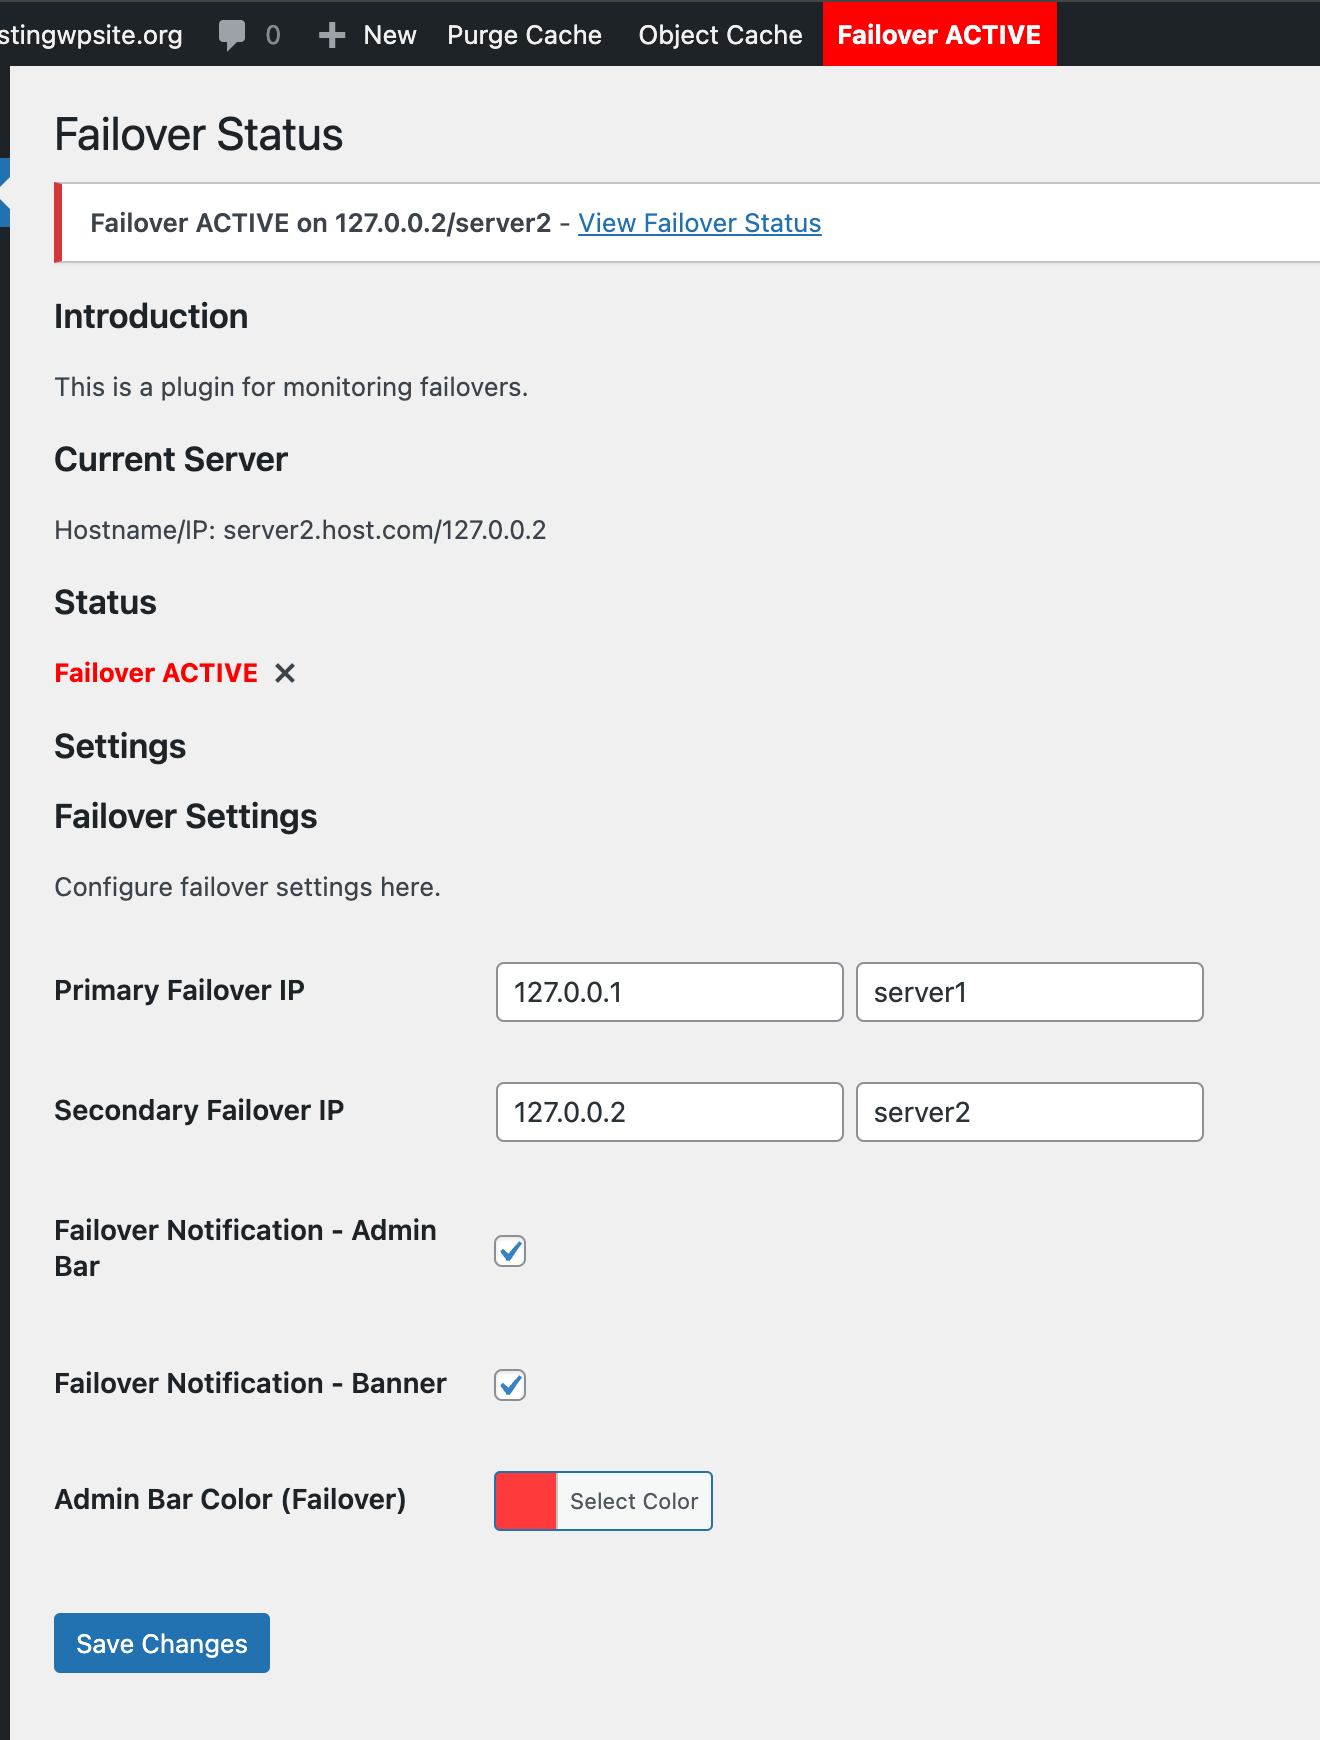 stingwpsite.org 0 New Purge Cache Object Cache Failover ACTIVE
Failover Status
Failover ACTIVE on 127.0.0.2/server2 - View Failover Status
Introduction
This is a plugin for monitoring failovers.
Current Server
Hostname/IP: server2.host.com/127.0.0.2
Status
Failover ACTIVE ✕
Settings
Failover Settings
Configure failover settings here.
Primary Failover IP 127.0.0.1 server1
Secondary Failover IP 127.0.0.2 server2
Failover Notification - Admin
Bar
Failover Notification - Banner
Admin Bar Color (Failover) Select Color
Save Changes